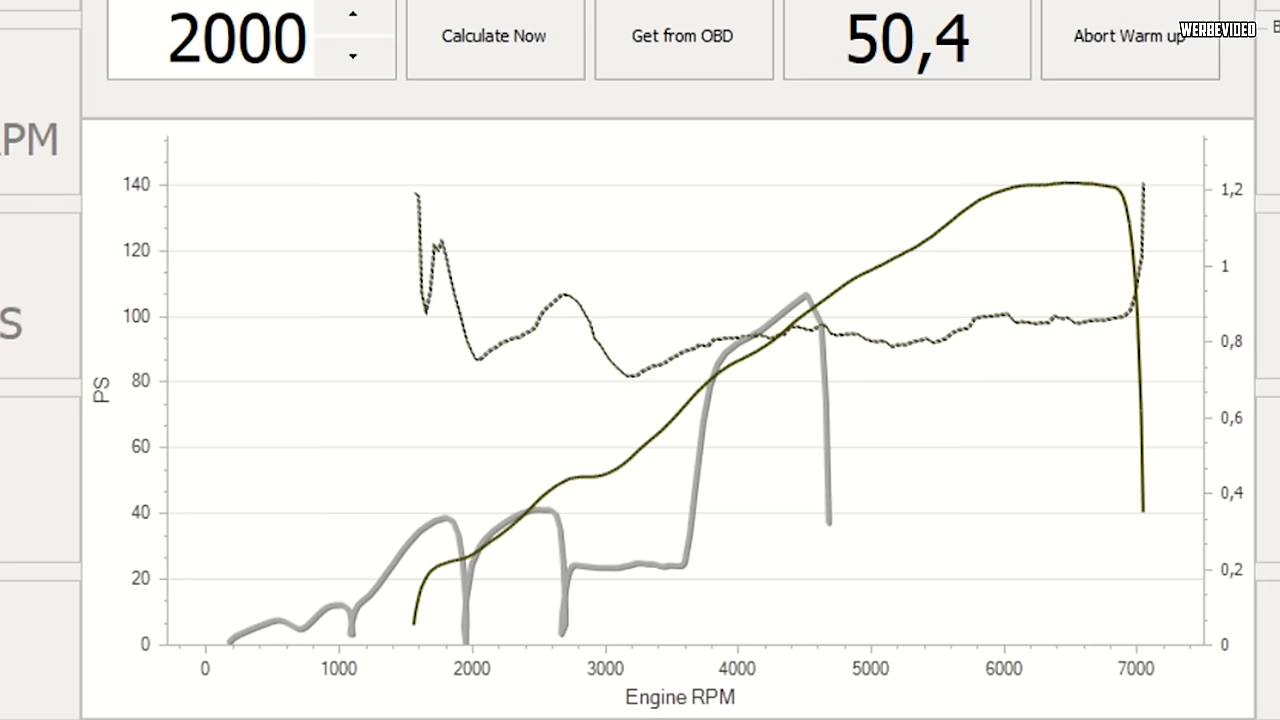 2000
Calculate Now
Get from OBD
50,4
Abort Warm up
WERBEVIDEO
B
PM
S
140
120
100
80
60
40
20
0
PS
1,2
1
0,8
0,6
0,4
0,2
0
0 1000 2000 3000 4000 5000 6000 7000
Engine RPM